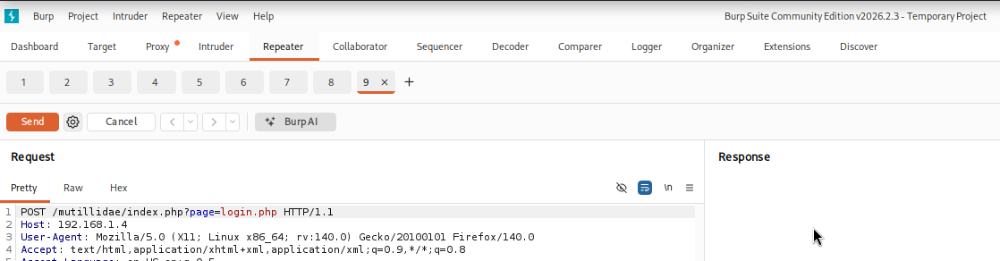 Burp Project Intruder Repeater View Help Burp Suite Community Edition v2026.2.3 - Temporary Project
Dashboard Target Proxy Intruder Repeater Collaborator Sequencer Decoder Comparer Logger Organizer Extensions Discover
1 2 3 4 5 6 7 8 9 × +
Send Cancel < > Burp AI
Request Response
Pretty Raw Hex \n
1 POST /mutillidae/index.php?page=login.php HTTP/1.1
2 Host: 192.168.1.4
3 User-Agent: Mozilla/5.0 (X11; Linux x86_64; rv:140.0) Gecko/20100101 Firefox/140.0
4 Accept: text/html,application/xhtml+xml,application/xml;q=0.9,*/*;q=0.8